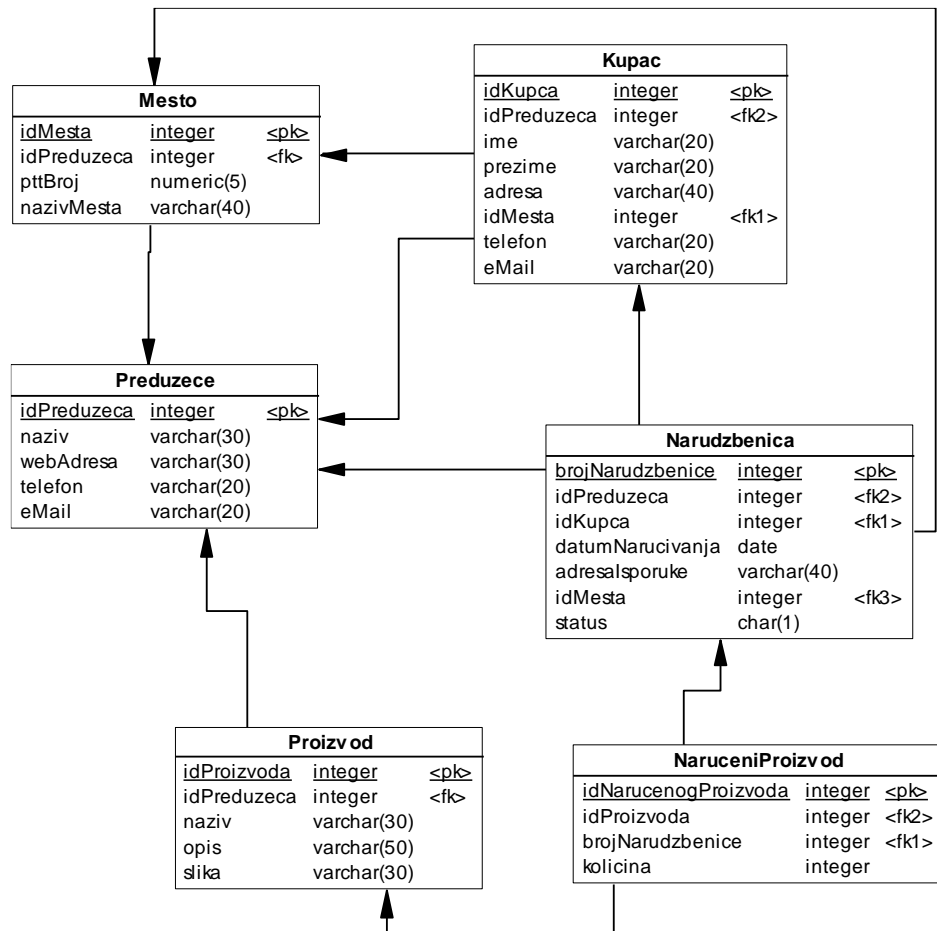 Mesto
idMesta integer <pk>
idPreduzeca integer <fk>
pttBroj numeric(5)
nazivMesta varchar(40)
Kupac
idKupca integer <pk>
idPreduzeca integer <fk2>
ime varchar(20)
prezime varchar(20)
adresa varchar(40)
idMesta integer <fk1>
telefon varchar(20)
eMail varchar(20)
Preduzece
idPreduzeca integer <pk>
naziv varchar(30)
webAdresa varchar(30)
telefon varchar(20)
eMail varchar(20)
Narudzbenica
brojNarudzbenice integer <pk>
idPreduzeca integer <fk2>
idKupca integer <fk1>
datumNarucivanja date
adresaIsporuke varchar(40)
idMesta integer <fk3>
status char(1)
Proizvod
idProizvoda integer <pk>
idPreduzeca integer <fk>
naziv varchar(30)
opis varchar(50)
slika varchar(30)
NaruceniProizvod
idNarucenogProizvoda integer <pk>
idProizvoda integer <fk2>
brojNarudzbenice integer <fk1>
kolicina integer